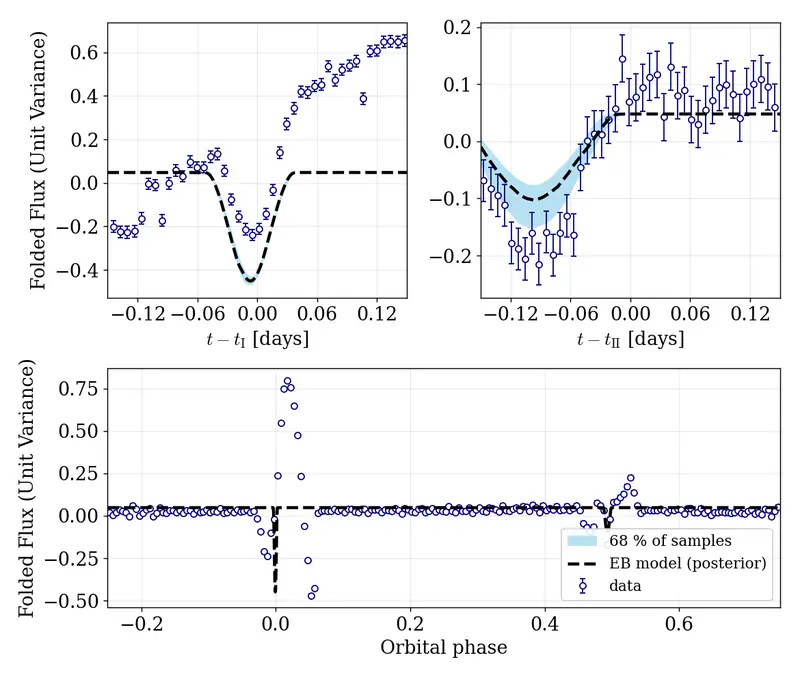 Folded Flux (Unit Variance)
0.6
0.4
0.2
0.0
−0.2
−0.4
−0.12 −0.06 0.00 0.06 0.12
t − tI [days]
0.2
0.1
0.0
−0.1
−0.2
−0.12 −0.06 0.00 0.06 0.12
t − tII [days]
Folded Flux (Unit Variance)
0.75
0.50
0.25
0.00
−0.25
−0.50
−0.2 0.0 0.2 0.4 0.6
Orbital phase
68 % of samples
EB model (posterior)
data